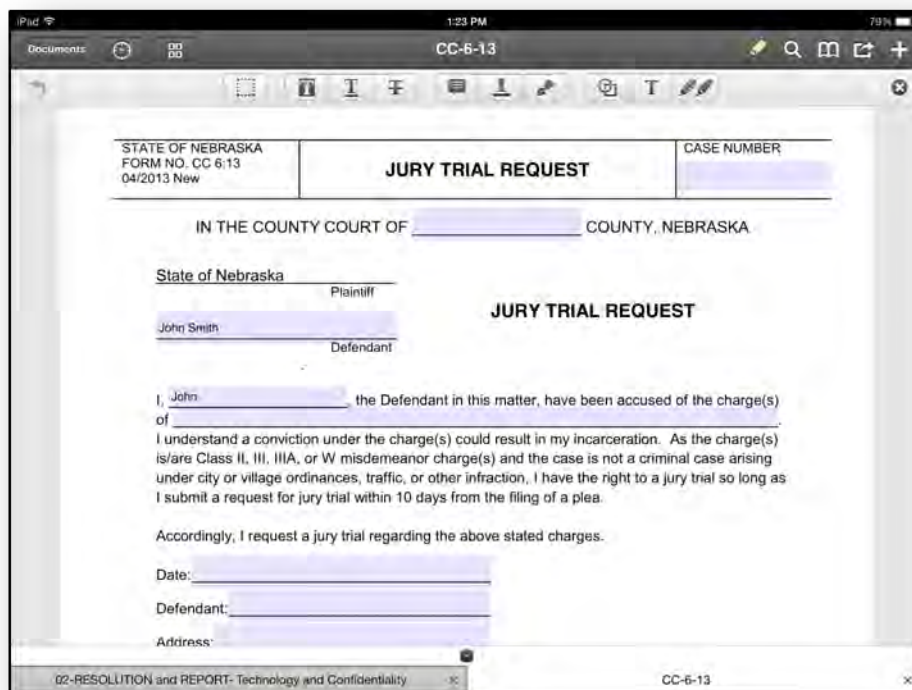 iPad
1:23 PM
79%
Documents
CC-6-13
T
T
T
STATE OF NEBRASKA
FORM NO. CC 6:13
04/2013 New
JURY TRIAL REQUEST
CASE NUMBER
IN THE COUNTY COURT OF COUNTY, NEBRASKA
State of Nebraska
Plaintiff
JURY TRIAL REQUEST
John Smith
Defendant
I, John , the Defendant in this matter, have been accused of the charge(s)
of .
I understand a conviction under the charge(s) could result in my incarceration. As the charge(s)
is/are Class II, III, IIIA, or W misdemeanor charge(s) and the case is not a criminal case arising
under city or village ordinances, traffic, or other infraction, I have the right to a jury trial so long as
I submit a request for jury trial within 10 days from the filing of a plea.
Accordingly, I request a jury trial regarding the above stated charges.
Date:
Defendant:
Address:
02-RESOLUTION and REPORT- Technology and Confidentiality
CC-6-13